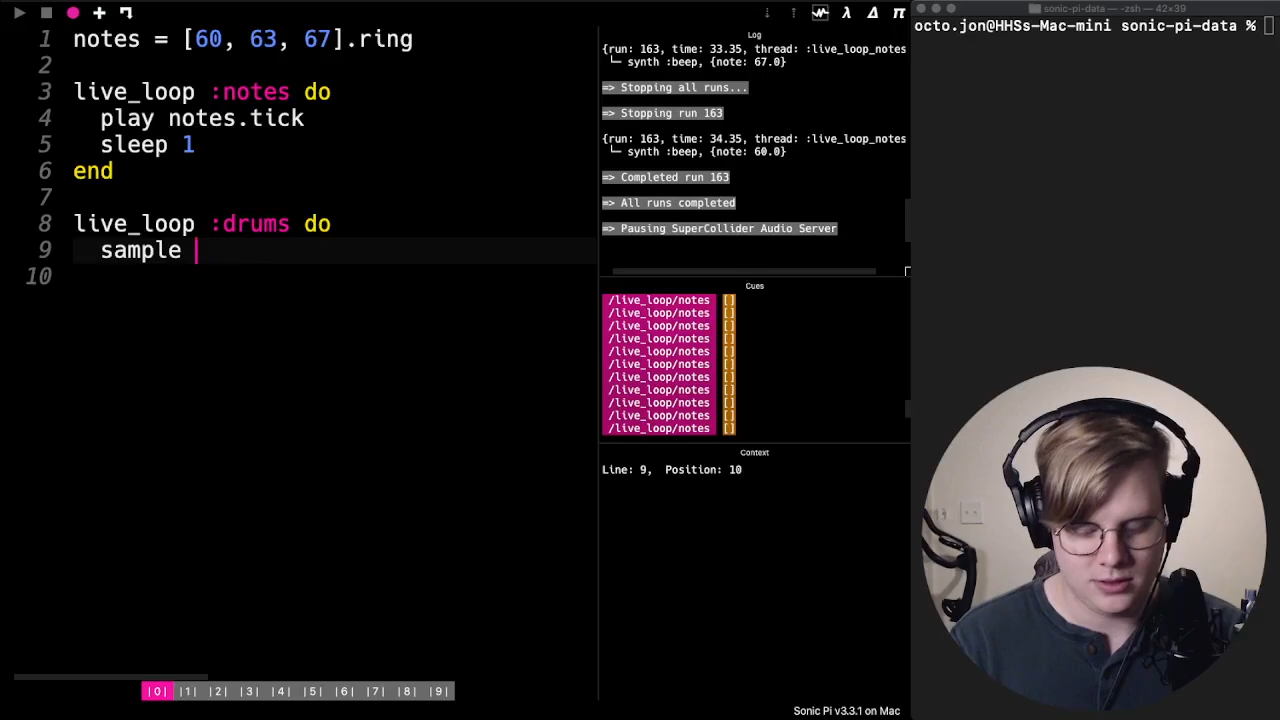 1 notes = [60, 63, 67].ring
2
3 live_loop :notes do
4 play notes.tick
5 sleep 1
6 end
7
8 live_loop :drums do
9 sample
10
|0| |1| |2| |3| |4| |5| |6| |7| |8| |9|
λ Δ π
Log
{run: 163, time: 33.35, thread: :live_loop_notes
└─ synth :beep, {note: 67.0}
=> Stopping all runs...
=> Stopping run 163
{run: 163, time: 34.35, thread: :live_loop_notes
└─ synth :beep, {note: 60.0}
=> Completed run 163
=> All runs completed
=> Pausing SuperCollider Audio Server
Cues
/live_loop/notes []
/live_loop/notes []
/live_loop/notes []
/live_loop/notes []
/live_loop/notes []
/live_loop/notes []
/live_loop/notes []
/live_loop/notes []
/live_loop/notes []
/live_loop/notes []
/live_loop/notes []
Context
Line: 9, Position: 10
Sonic Pi v3.3.1 on Mac
sonic-pi-data — -zsh — 42×39
octo.jon@HHSs-Mac-mini sonic-pi-data %